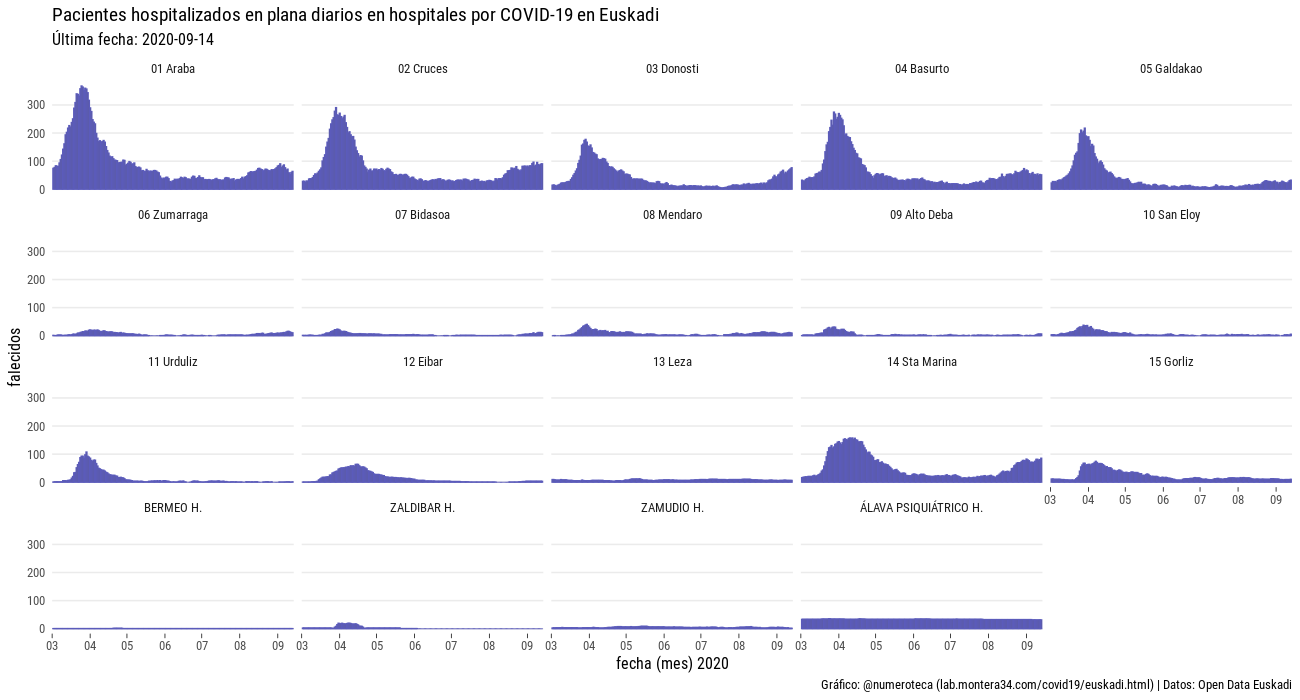 Pacientes hospitalizados en plana diarios en hospitales por COVID-19 en Euskadi
Última fecha: 2020-09-14
01 Araba 02 Cruces 03 Donosti 04 Basurto 05 Galdakao
300
200
100
0
06 Zumarraga 07 Bidasoa 08 Mendaro 09 Alto Deba 10 San Eloy
300
200
100
0
falecidos
11 Urduliz 12 Eibar 13 Leza 14 Sta Marina 15 Gorliz
300
200
100
0
03 04 05 06 07 08 09
BERMEO H. ZALDIBAR H. ZAMUDIO H. ÁLAVA PSIQUIÁTRICO H.
300
200
100
0
03 04 05 06 07 08 09 03 04 05 06 07 08 09 03 04 05 06 07 08 09 03 04 05 06 07 08 09
fecha (mes) 2020
Gráfico: @numeroteca (lab.montera34.com/covid19/euskadi.html) | Datos: Open Data Euskadi